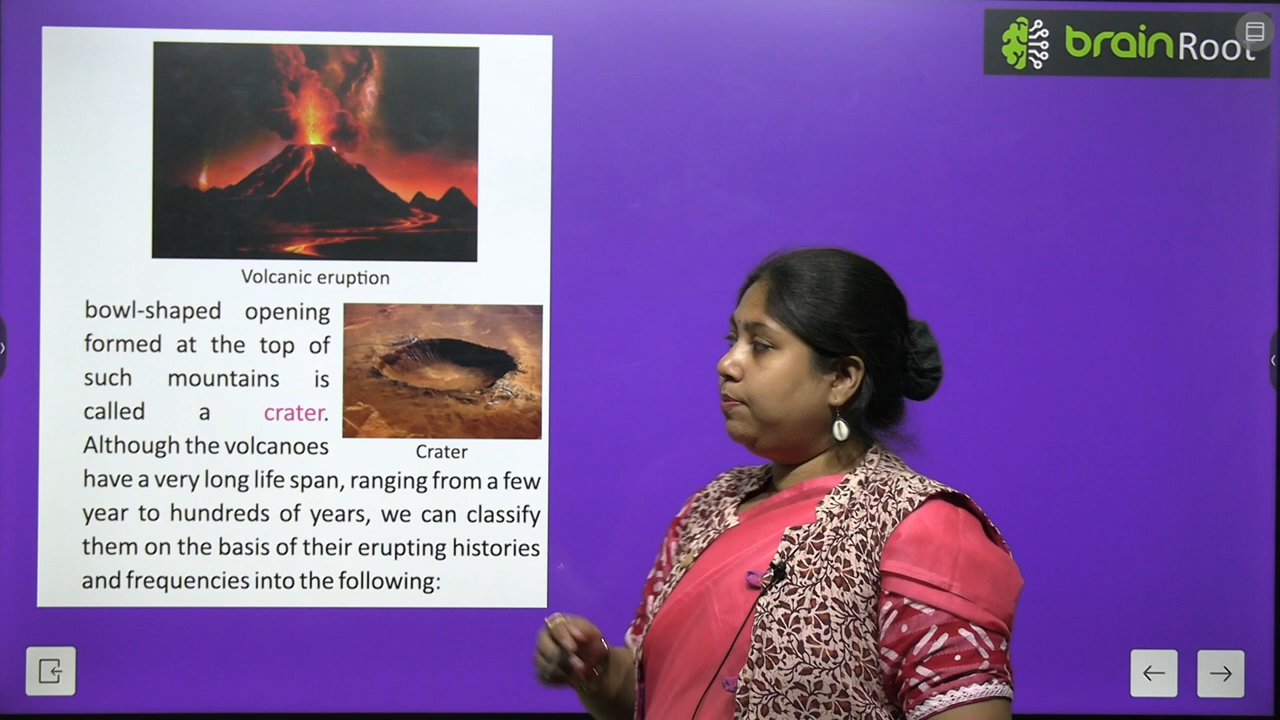 brainRoot
Volcanic eruption
bowl-shaped opening
formed at the top of
such mountains is
called a crater.
Although the volcanoes
Crater
have a very long life span, ranging from a few
year to hundreds of years, we can classify
them on the basis of their erupting histories
and frequencies into the following: